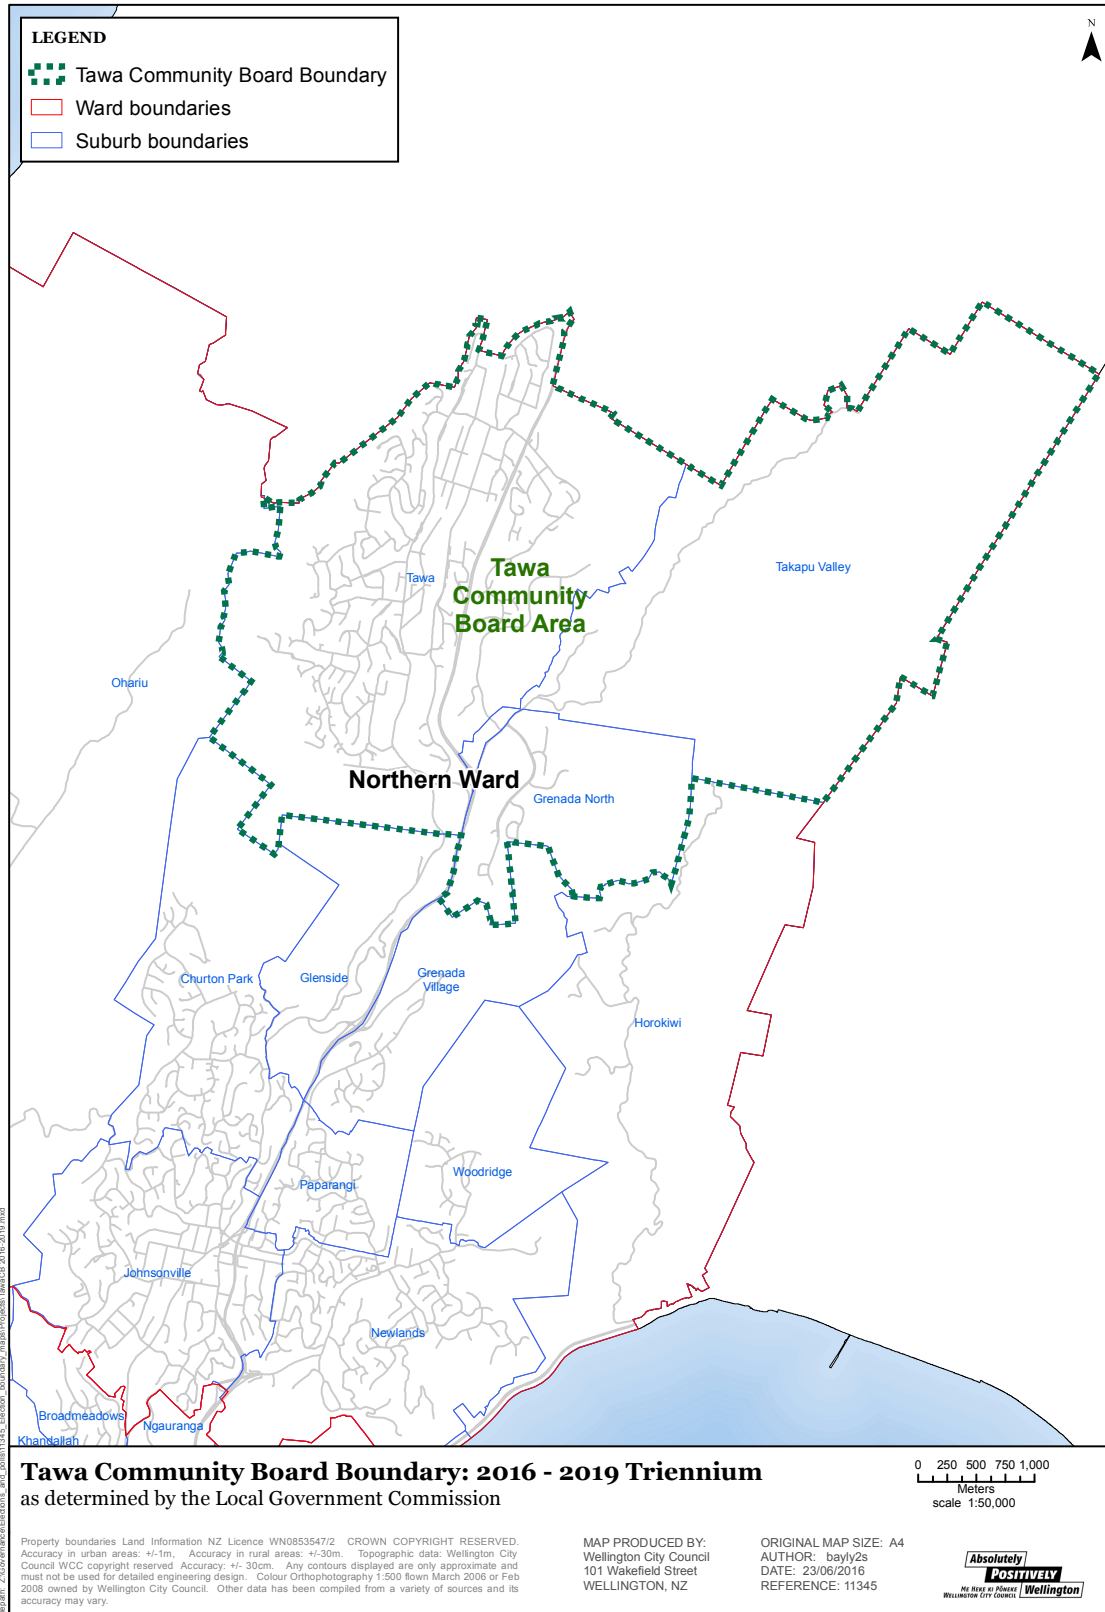 LEGEND
Tawa Community Board Boundary
Ward boundaries
Suburb boundaries
N
Tawa
Tawa
Community
Board Area
Takapu Valley
Ohariu
Northern Ward
Grenada North
Churton Park
Glenside
Grenada
Village
Horokiwi
Woodridge
Paparangi
Johnsonville
Newlands
Broadmeadows
Ngauranga
Khandallah
Tawa Community Board Boundary: 2016 - 2019 Triennium
as determined by the Local Government Commission
0 250 500 750 1,000
Meters
scale 1:50,000
Property boundaries Land Information NZ Licence WN0853547/2 CROWN COPYRIGHT RESERVED.
Accuracy in urban areas: +/-1m, Accuracy in rural areas: +/-30m. Topographic data: Wellington City
Council WCC copyright reserved Accuracy: +/- 30cm. Any contours displayed are only approximate and
must not be used for detailed engineering design. Colour Orthophotography 1:500 flown March 2006 or Feb
2008 owned by Wellington City Council. Other data has been compiled from a variety of sources and its
accuracy may vary.
MAP PRODUCED BY:
Wellington City Council
101 Wakefield Street
WELLINGTON, NZ
ORIGINAL MAP SIZE: A4
AUTHOR: bayly2s
DATE: 23/06/2016
REFERENCE: 11345
Absolutely
POSITIVELY
ME HEKE KI PŌNEKE
WELLINGTON CITY COUNCIL
Wellington